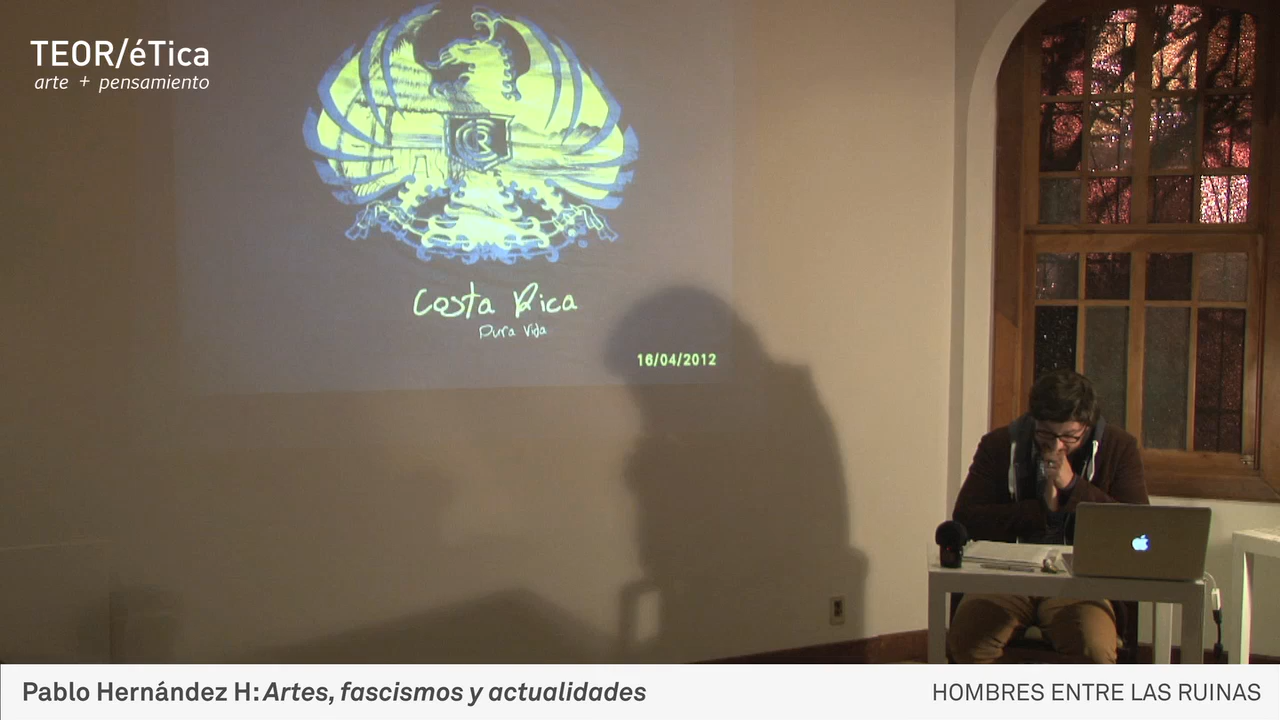 TEOR/éTica
arte + pensamiento
Costa Rica
Pura Vida
16/04/2012
Pablo Hernández H: Artes, fascismos y actualidades
HOMBRES ENTRE LAS RUINAS